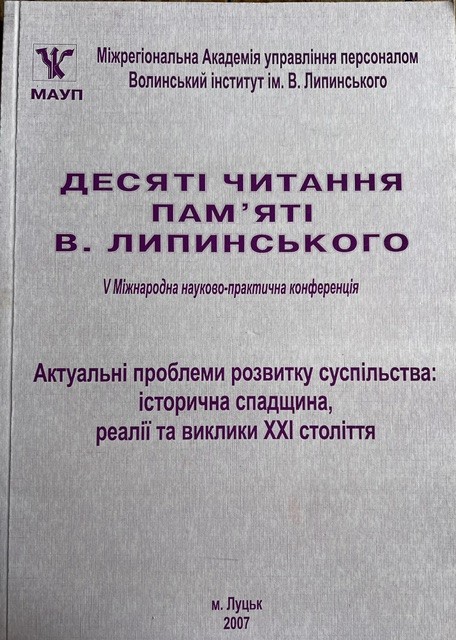 Міжрегіональна Академія управління персоналом
Волинський інститут ім. В. Липинського
МАУП
ДЕСЯТІ ЧИТАННЯ
ПАМ’ЯТІ
В. ЛИПИНСЬКОГО
V Міжнародна науково-практична конференція
Актуальні проблеми розвитку суспільства:
історична спадщина,
реалії та виклики XXI століття
м. Луцьк
2007